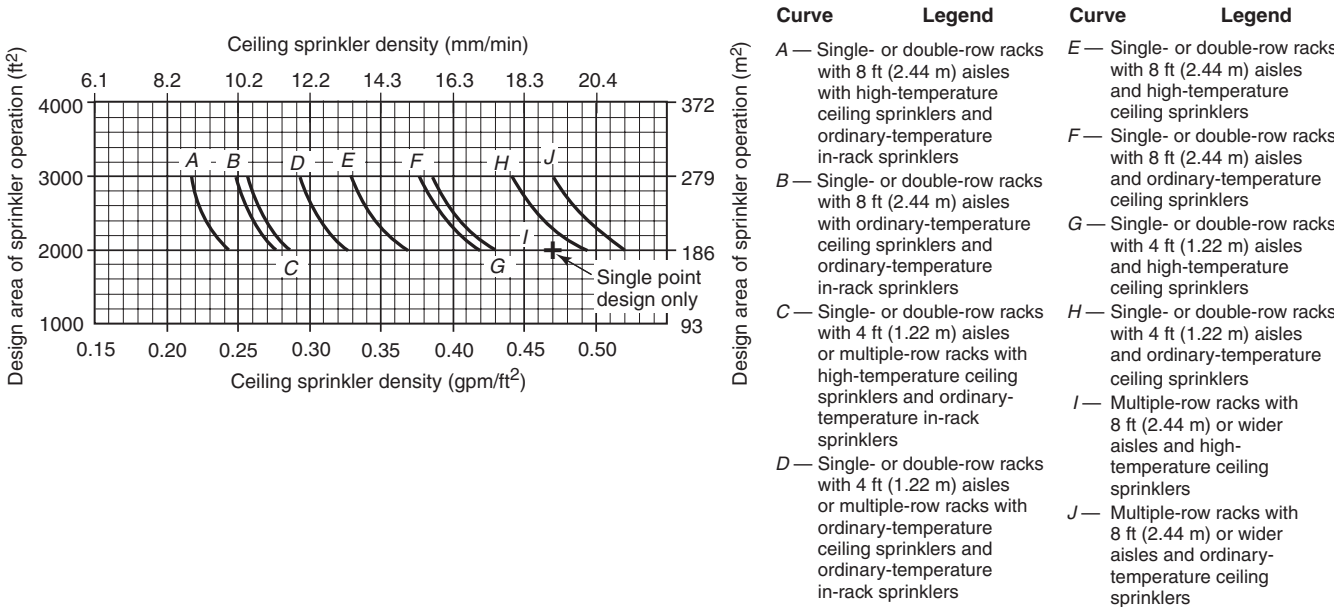 Ceiling sprinkler density (mm/min)
6.1 8.2 10.2 12.2 14.3 16.3 18.3 20.4
Design area of sprinkler operation (ft2)
4000 372
3000 279
2000 186
1000 93
A B D E F H J
I
C G
Single point
design only
0.15 0.20 0.25 0.30 0.35 0.40 0.45 0.50
Ceiling sprinkler density (gpm/ft2)
Design area of sprinkler operation (m2)
Curve Legend
A — Single- or double-row racks
with 8 ft (2.44 m) aisles
with high-temperature
ceiling sprinklers and
ordinary-temperature
in-rack sprinklers
B — Single- or double-row racks
with 8 ft (2.44 m) aisles
with ordinary-temperature
ceiling sprinklers and
ordinary-temperature
in-rack sprinklers
C — Single- or double-row racks
with 4 ft (1.22 m) aisles
or multiple-row racks with
high-temperature ceiling
sprinklers and ordinary-
temperature in-rack
sprinklers
D — Single- or double-row racks
with 4 ft (1.22 m) aisles
or multiple-row racks with
ordinary-temperature
ceiling sprinklers and
ordinary-temperature
in-rack sprinklers
Curve Legend
E — Single- or double-row racks
with 8 ft (2.44 m) aisles
and high-temperature
ceiling sprinklers
F — Single- or double-row racks
with 8 ft (2.44 m) aisles
and ordinary-temperature
ceiling sprinklers
G — Single- or double-row racks
with 4 ft (1.22 m) aisles
and high-temperature
ceiling sprinklers
H — Single- or double-row racks
with 4 ft (1.22 m) aisles
and ordinary-temperature
ceiling sprinklers
I — Multiple-row racks with
8 ft (2.44 m) or wider
aisles and high-
temperature ceiling
sprinklers
J — Multiple-row racks with
8 ft (2.44 m) or wider
aisles and ordinary-
temperature ceiling
sprinklers